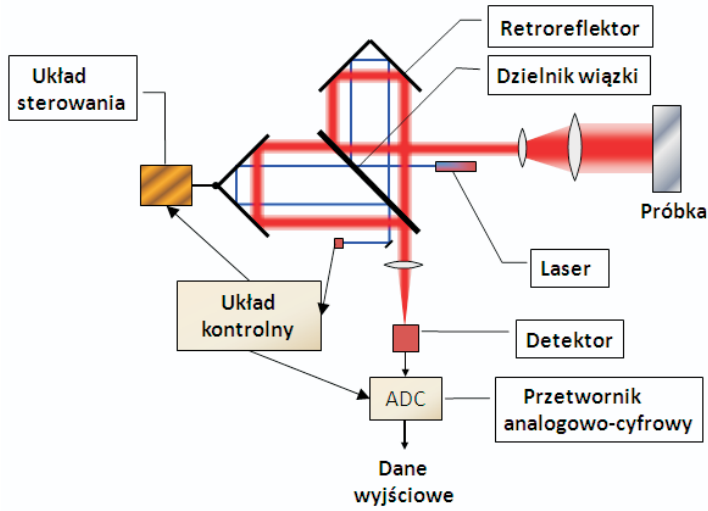 Retroreflektor
Układ
sterowania
Dzielnik wiązki
Próbka
Laser
Układ
kontrolny
Detektor
ADC
Przetwornik
analogowo-cyfrowy
Dane
wyjściowe